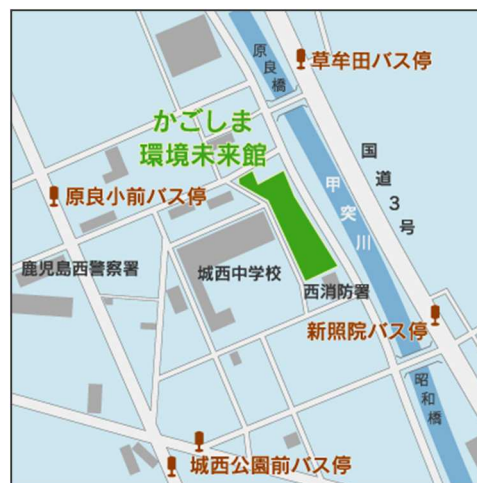 原良橋
草牟田バス停
かごしま
環境未来館
国道3号
原良小前バス停
甲突川
鹿児島西警察署
城西中学校
西消防署
新照院バス停
昭和橋
城西公園前バス停